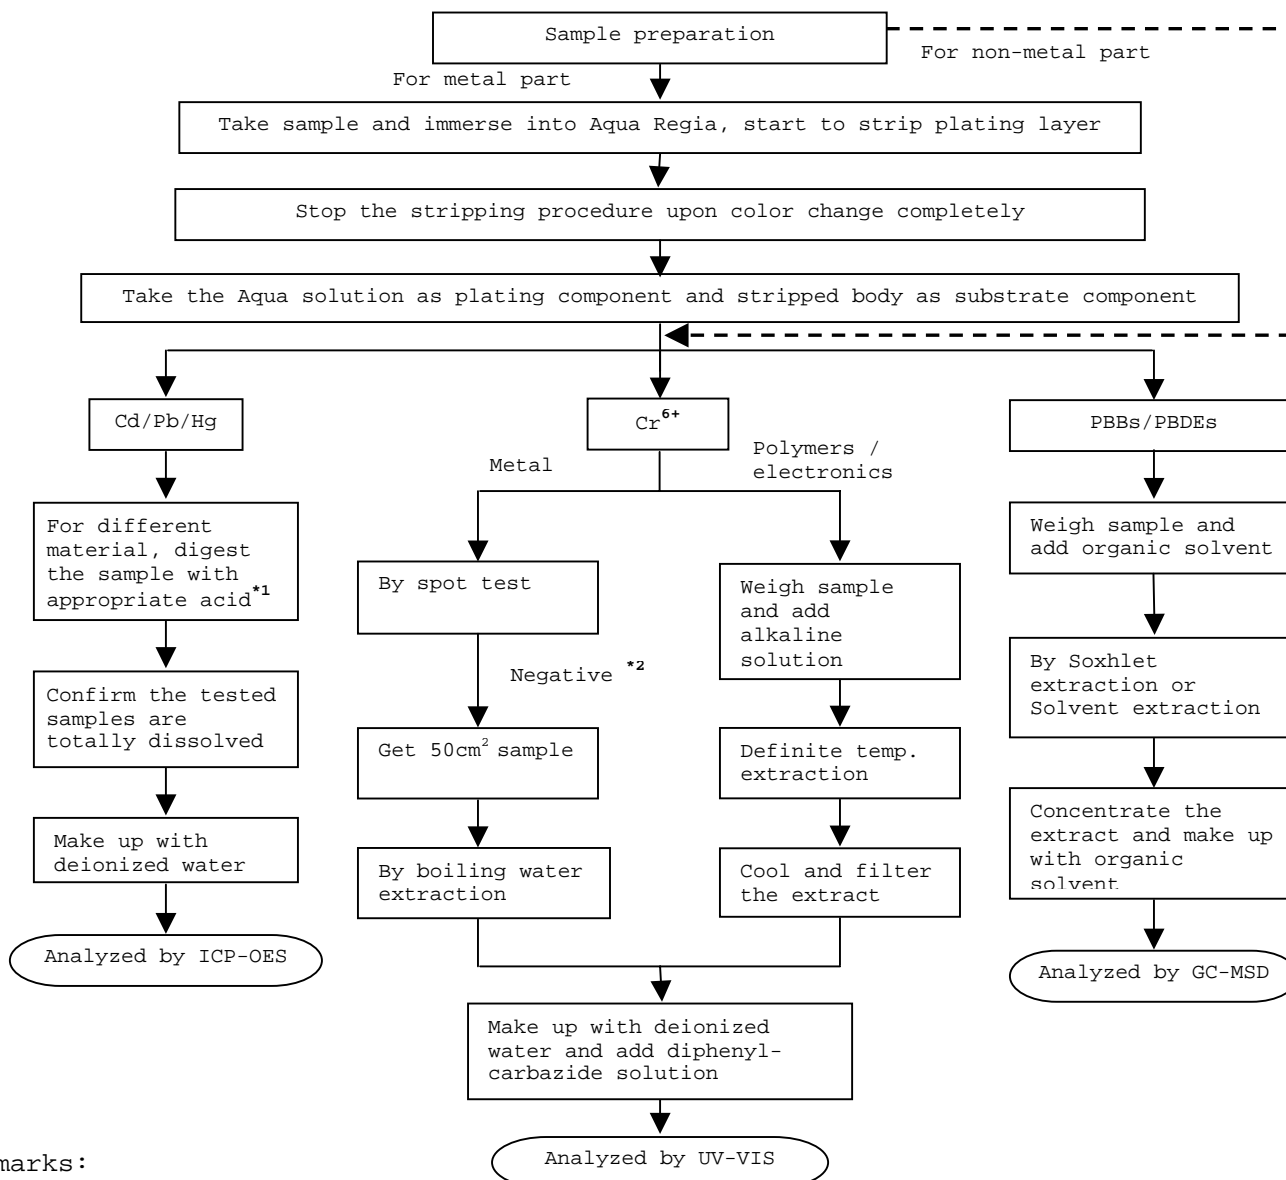 Sample preparation
For non-metal part
For metal part
Take sample and immerse into Aqua Regia, start to strip plating layer
Stop the stripping procedure upon color change completely
Take the Aqua solution as plating component and stripped body as substrate component
Cd/Pb/Hg
For different
material, digest
the sample with
appropriate acid*1
Confirm the tested
samples are
totally dissolved
Make up with
deionized water
Analyzed by ICP-OES
Cr6+
Metal
By spot test
Negative *2
Get 50cm2 sample
By boiling water
extraction
Polymers /
electronics
Weigh sample
and add
alkaline
solution
Definite temp.
extraction
Cool and filter
the extract
Make up with deionized
water and add diphenyl-
carbazide solution
Analyzed by UV-VIS
PBBs/PBDEs
Weigh sample and
add organic solvent
By Soxhlet
extraction or
Solvent extraction
Concentrate the
extract and make up
with organic
solvent
Analyzed by GC-MSD
marks: